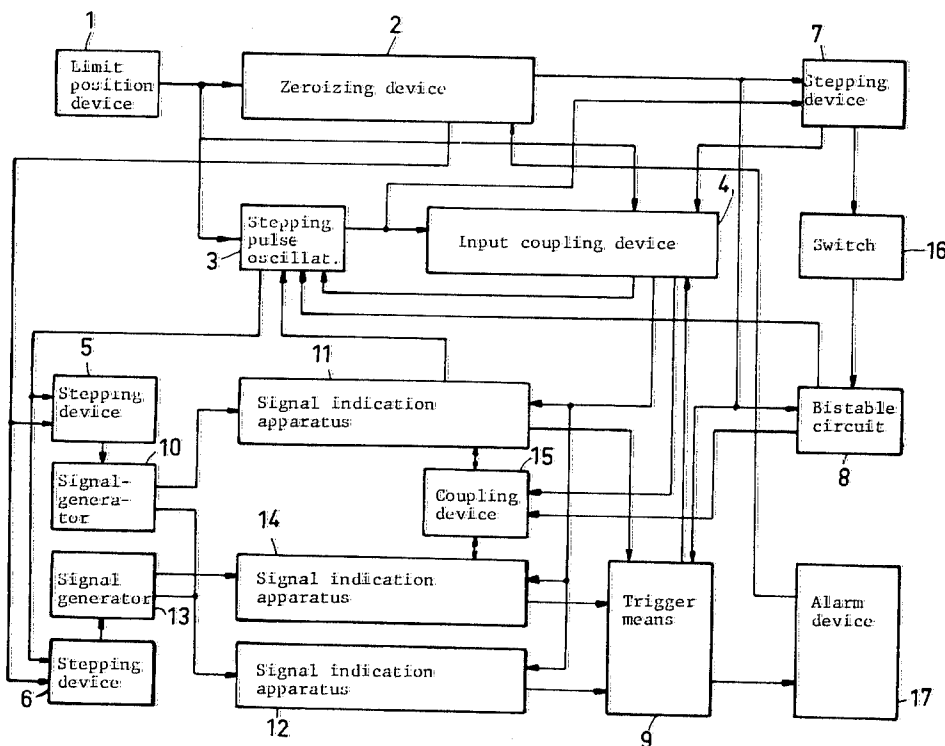 1
2
7
Limit
position
device
Zeroizing device
Stepping
device
4
Stepping
pulse
oscillat.
3
Input coupling device
Switch
16
5
11
Stepping
device
Signal indication
apparatus
Bistable
circuit
8
10
15
Signal-
genera-
tor
Coupling
device
14
Signal
generator
13
Signal indication
apparatus
Trigger
means
Alarm
device
Stepping
device
6
Signal indication
apparatus
12
9
17